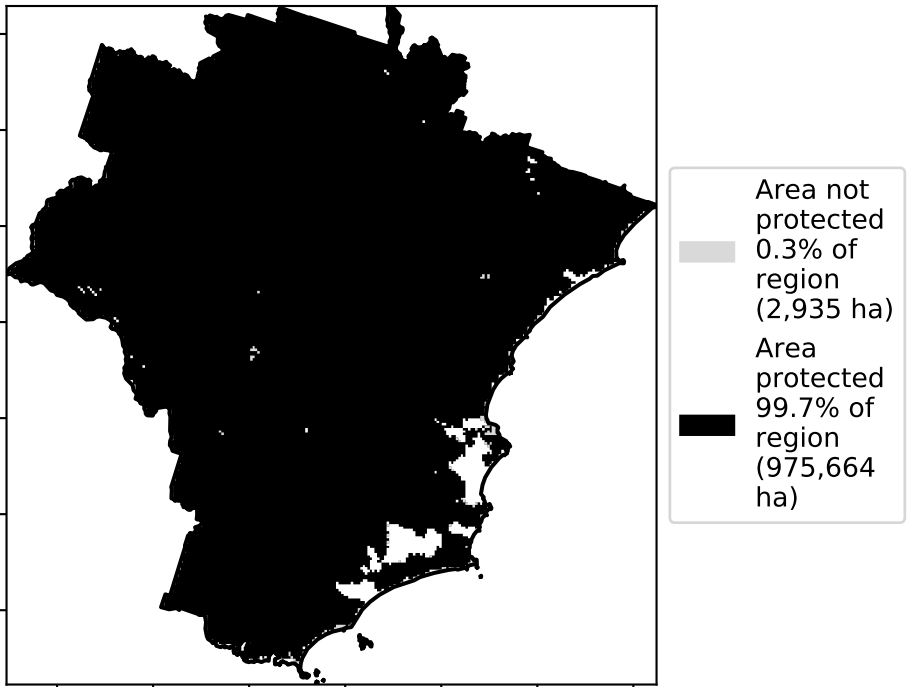 Area not
protected
0.3% of
region
(2,935 ha)
Area
protected
99.7% of
region
(975,664
ha)